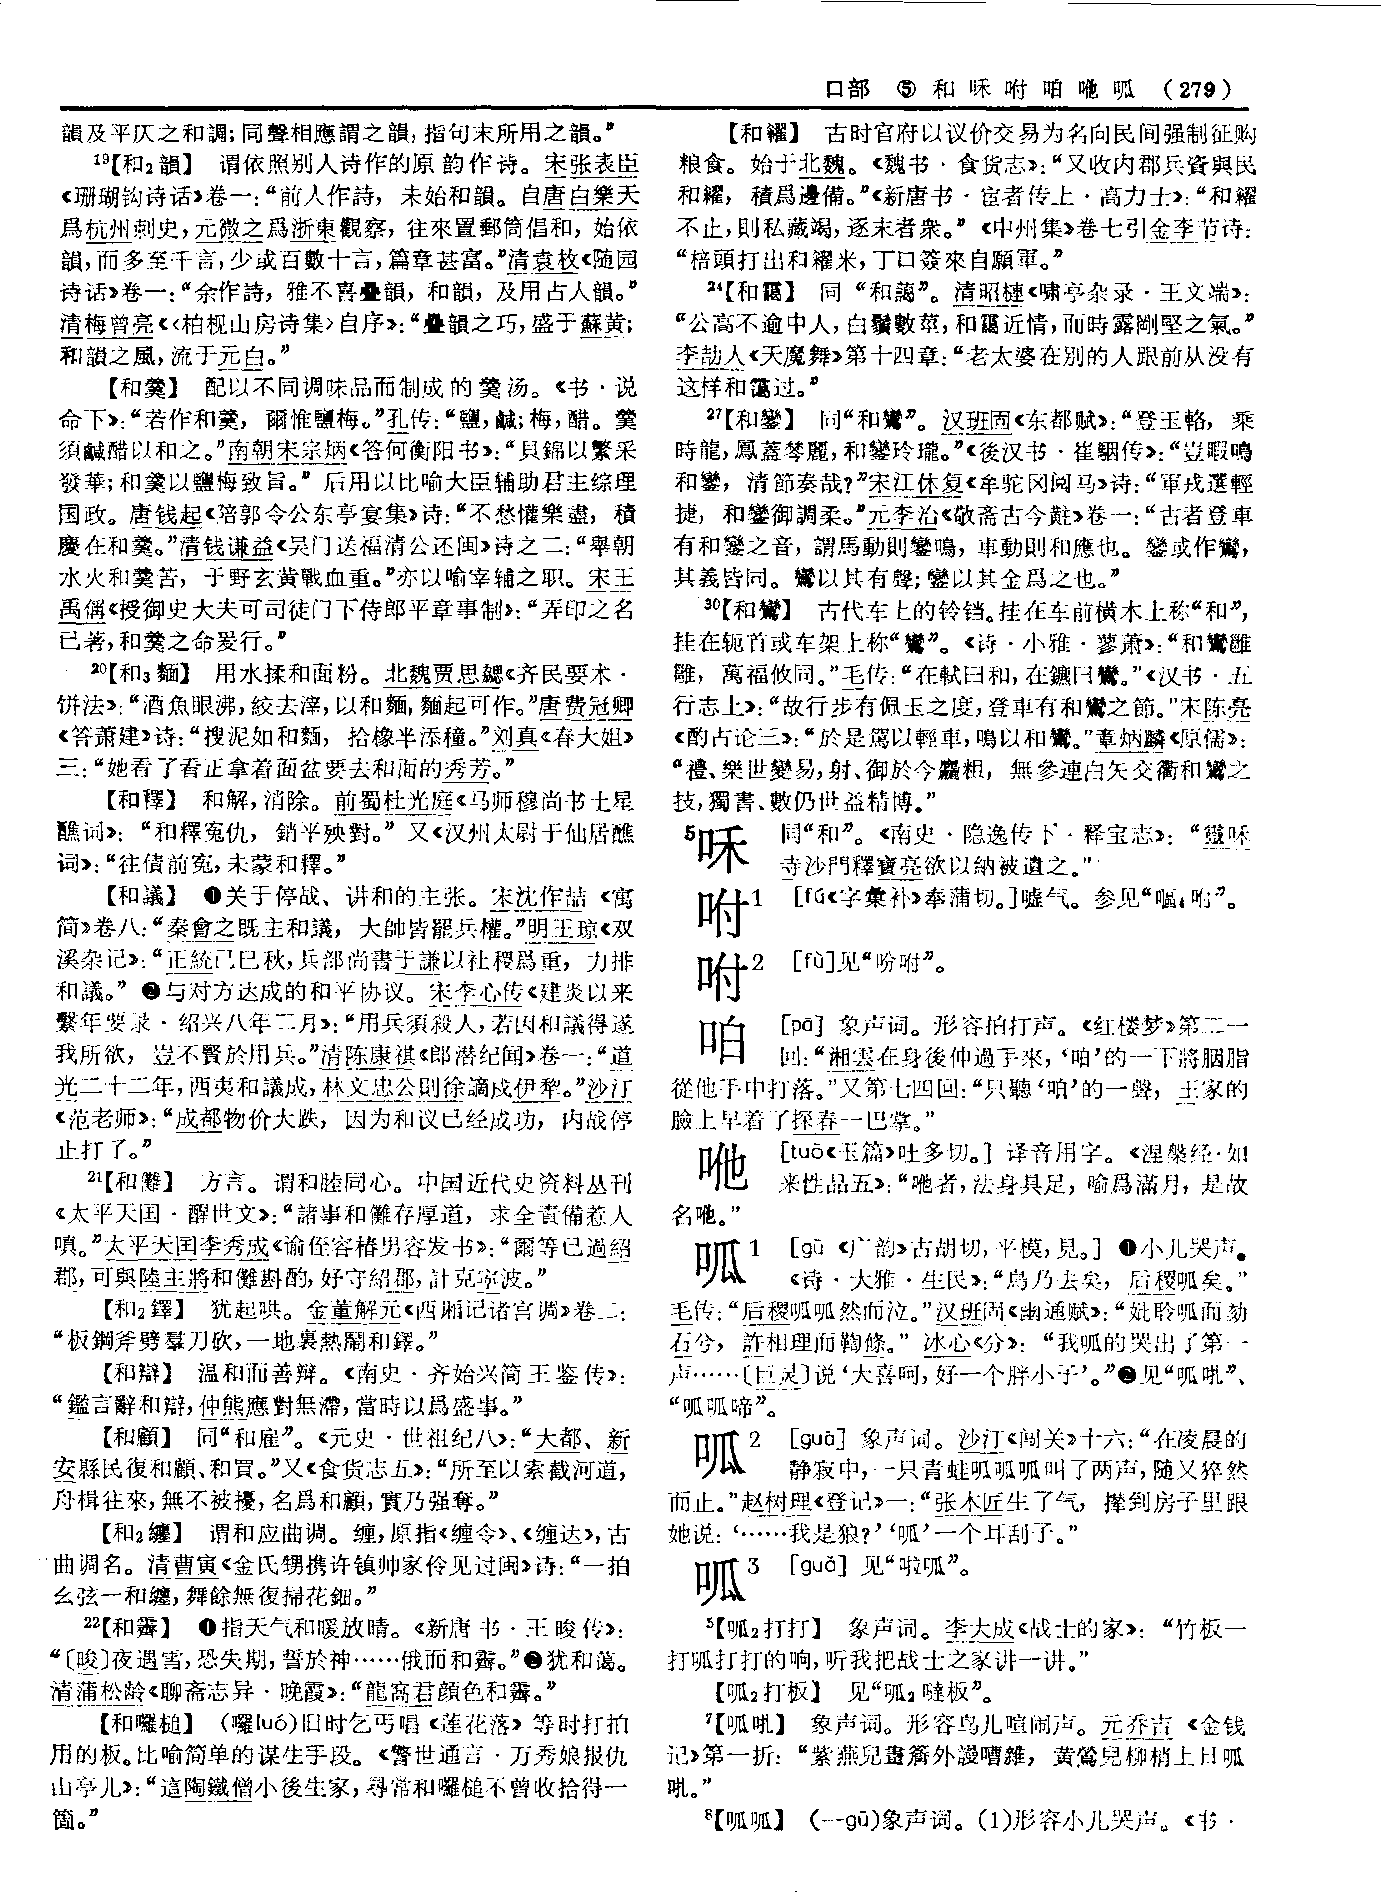 口部 ⑤ 和咊咐咱咃呱 (279)
韻及平仄之和調;同聲相應謂之韻,指句末所用之韻。”
19【和₂韻】 谓依照别人诗作的原韵作诗。宋张表臣
《珊瑚钩诗话》卷一:“前人作詩,未始和韻。自唐白樂天
爲杭州刺史,元微之爲浙東觀察,往來置郵筒倡和,始依
韻,而多至千言,少或百數十言,篇章甚富。”清袁枚《随园
诗话》卷一:“余作詩,雅不喜疊韻,和韻,及用古人韻。”
清梅曾亮《〈柏枧山房诗集〉自序》:“疊韻之巧,盛于蘇黄;
和韻之風,流于元白。”
【和羹】 配以不同调味品而制成的羹汤。《书·说
命下》:“若作和羹,爾惟鹽梅。”孔传:“鹽,鹹;梅,醋。羹
須鹹醋以和之。”南朝宋宗炳《答何衡阳书》:“貝錦以繁采
發華;和羹以鹽梅致旨。” 后用以比喻大臣辅助君主综理
国政。唐钱起《陪郭令公东亭宴集》诗:“不愁懽樂盡,積
慶在和羹。”清钱谦益《吴门送福清公还闽》诗之二:“舉朝
水火和羹苦,于野玄黄戰血重。”亦以喻宰辅之职。宋王
禹偁《授御史大夫可司徒门下侍郎平章事制》:“弄印之名
已著,和羹之命爰行。”
20【和₃麵】 用水揉和面粉。北魏贾思勰《齐民要术·
饼法》:“酒魚眼沸,絞去滓,以和麵,麵起可作。”唐费冠卿
《答萧建》诗:“搜泥如和麵,拾橡半添穜。”刘真《春大姐》
三:“她看了看正拿着面盆要去和面的秀芳。”
【和釋】 和解,消除。前蜀杜光庭《马师穆尚书土星
醮词》:“和釋寃仇,銷平殃對。”又《汉州太尉于仙居醮
词》:“往債前寃,未蒙和釋。”
【和議】 ❶关于停战、讲和的主张。宋沈作喆《寓
简》卷八:“秦會之既主和議,大帥皆罷兵權。”明王琼《双
溪杂记》:“正統己巳秋,兵部尚書于謙以社稷爲重,力排
和議。” ❷与对方达成的和平协议。宋李心传《建炎以来
繫年要录·绍兴八年二月》:“用兵須殺人,若因和議得遂
我所欲,豈不賢於用兵。”清陈康祺《郎潜纪闻》卷一:“道
光二十二年,西夷和議成,林文忠公則徐謫戍伊犂。”沙汀
《范老师》:“成都物价大跌,因为和议已经成功,内战停
止打了。”
21【和儺】 方言。谓和睦同心。中国近代史资料丛刊
《太平天囯·醒世文》:“諸事和儺存厚道,求全責備惹人
嗔。”太平天囯李秀成《谕侄容椿男容发书》:“爾等已過紹
郡,可與陸主將和儺斟酌,好守紹郡,計克寧波。”
【和₂鐸】 犹起哄。金董解元《西厢记诸宫调》卷二:
“板鋼斧劈羣刀砍,一地裏熱鬧和鐸。”
【和辯】 温和而善辩。《南史·齐始兴简王鉴传》:
“鑑言辭和辯,仲熊應對無滯,當時以爲盛事。”
【和顧】 同“和雇”。《元史·世祖纪八》:“大都、新
安縣民復和顧、和買。”又《食货志五》:“所至以索截河道,
舟楫往來,無不被擾,名爲和顧,實乃强奪。”
【和₂纏】 谓和应曲调。缠,原指《缠令》、《缠达》,古
曲调名。清曹寅《金氏甥携许镇帅家伶见过闽》诗:“一拍
幺弦一和纏,舞餘無復掃花鈿。”
22【和霽】 ❶指天气和暖放晴。《新唐书·王晙传》:
“〔晙〕夜遇雪,恐失期,誓於神……俄而和霽。”❷犹和蔼。
清蒲松龄《聊斋志异·晚霞》:“龍窩君顔色和霽。”
【和囉槌】 (囉luó)旧时乞丐唱《莲花落》等时打拍
用的板。比喻简单的谋生手段。《警世通言·万秀娘报仇
山亭儿》:“這陶鐵僧小後生家,尋常和囉槌不曾收拾得一
箇。”
【和糴】 古时官府以议价交易为名向民间强制征购
粮食。始于北魏。《魏书·食货志》:“又收内郡兵資與民
和糴,積爲邊備。”《新唐书·宦者传上·高力士》:“和糴
不止,則私藏竭,逐末者衆。”《中州集》卷七引金李节诗:
“棓頭打出和糴米,丁口簽來自願軍。”
24【和靄】 同“和藹”。清昭槤《啸亭杂录·王文端》:
“公高不逾中人,白鬚數莖,和靄近情,而時露剛堅之氣。”
李劼人《天魔舞》第十四章:“老太婆在别的人跟前从没有
这样和靄过。”
27【和鑾】 同“和鸞”。汉班固《东都赋》:“登玉輅,乘
時龍,鳳蓋棽麗,和鑾玲瓏。”《後汉书·崔駰传》:“豈暇鳴
和鑾,清節奏哉?”宋江休复《牟驼冈阅马》诗:“軍戎選輕
捷,和鑾御調柔。”元李冶《敬斋古今黈》卷一:“古者登車
有和鑾之音,謂馬動則鑾鳴,車動則和應也。鑾或作鸞,
其義皆同。鸞以其有聲;鑾以其金爲之也。”
30【和鸞】 古代车上的铃铛。挂在车前横木上称“和”,
挂在轭首或车架上称“鸞”。《诗·小雅·蓼萧》:“和鸞雝
雝,萬福攸同。”毛传:“在軾曰和,在鑣曰鸞。”《汉书·五
行志上》:“故行步有佩玉之度,登車有和鸞之節。”宋陈亮
《酌古论三》:“於是篤以輕車,鳴以和鸞。”章炳麟《原儒》:
“禮、樂世變易,射、御於今麤粗,無參連白矢交衢和鸞之
技,獨書、數仍世益精博。”
5咊 同“和”。《南史·隐逸传下·释宝志》:“靈咊
寺沙門釋寶亮欲以納被遺之。”
咐1 [fú《字彙补》奉蒲切。]嘘气。参见“嘔₄咐”。
咐2 [fù]见“吩咐”。
咱 [pā] 象声词。形容拍打声。《红楼梦》第二一
回:“湘雲在身後伸過手來,‘咱’的一下將胭脂
從他手中打落。”又第七四回:“只聽‘咱’的一聲,王家的
臉上早着了探春一巴掌。”
咃 [tuō《玉篇》吐多切。] 译音用字。《涅槃经·如
来性品五》:“咃者,法身具足,喻爲滿月,是故
名咃。”
呱1 [gū 《广韵》古胡切,平模,見。] ❶小儿哭声。
《诗·大雅·生民》:“鳥乃去矣,后稷呱矣。”
毛传:“后稷呱呱然而泣。”汉班固《幽通赋》:“妣聆呱而劾
石兮,許相理而鞫條。” 冰心《分》:“我呱的哭出了第一
声……〔巨灵〕说‘大喜呵,好一个胖小子’。”❷见“呱吼”、
“呱呱啼”。
呱2 [guā] 象声词。沙汀《闯关》十六:“在凌晨的
静寂中,一只青蛙呱呱呱叫了两声,随又猝然
而止。”赵树理《登记》一:“张木匠生了气,撵到房子里跟
她说:‘……我是狼?’‘呱’一个耳刮子。”
呱3 [guǎ] 见“啦呱”。
5【呱₂打打】 象声词。李大成《战士的家》:“竹板一
打呱打打的响,听我把战士之家讲一讲。”
【呱₂打板】 见“呱₂噠板”。
7【呱吼】 象声词。形容鸟儿喧闹声。元乔吉《金钱
记》第一折:“紫燕兒畫簷外謾嘈雜,黄鶯兒柳梢上日呱
吼。”
8【呱呱】 (—gū)象声词。(1)形容小儿哭声。《书·